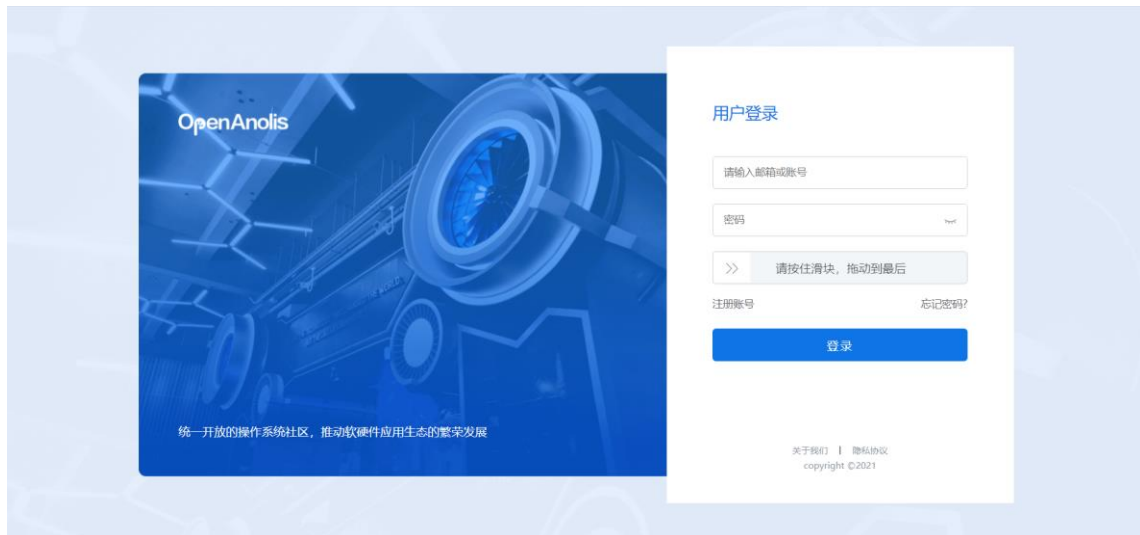 OpenAnolis
统一开放的操作系统社区，推动软硬件应用生态的繁荣发展
用户登录
请输入邮箱或账号
密码
请按住滑块，拖动到最后
注册账号
忘记密码?
登录
关于我们 | 隐私协议
copyright ©2021